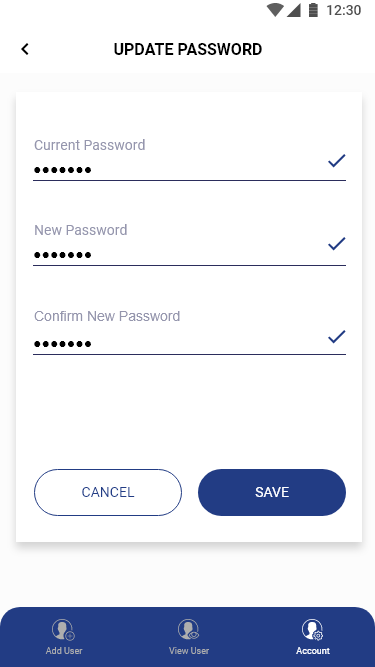 12:30
UPDATE PASSWORD
Current Password
•••••••
New Password
•••••••
Confirm New Password
•••••••
CANCEL
SAVE
Add User
View User
Account